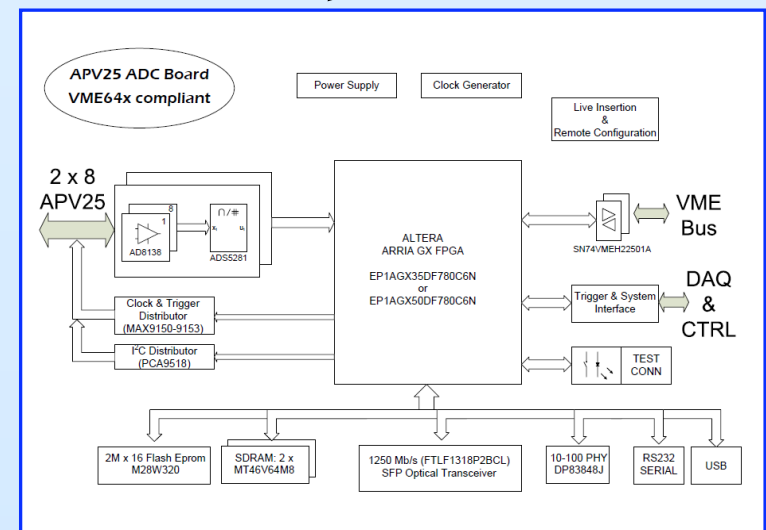 APV25 ADC Board
VME64x compliant
Power Supply
Clock Generator
Live Insertion
&
Remote Configuration
2 x 8
APV25
8
1
AD8138
∩/#
x₁
u₁
ADS5281
ALTERA
ARRIA GX FPGA
EP1AGX35DF780C6N
or
EP1AGX50DF780C6N
SN74VMEH22501A
VME
Bus
Clock & Trigger
Distributor
(MAX9150-9153)
I²C Distributor
(PCA9518)
Trigger & System
Interface
DAQ
&
CTRL
TEST
CONN
2M x 16 Flash Eprom
M28W320
SDRAM: 2 x
MT46V64M8
1250 Mb/s (FTLF1318P2BCL)
SFP Optical Transceiver
10-100 PHY
DP83848J
RS232
SERIAL
USB